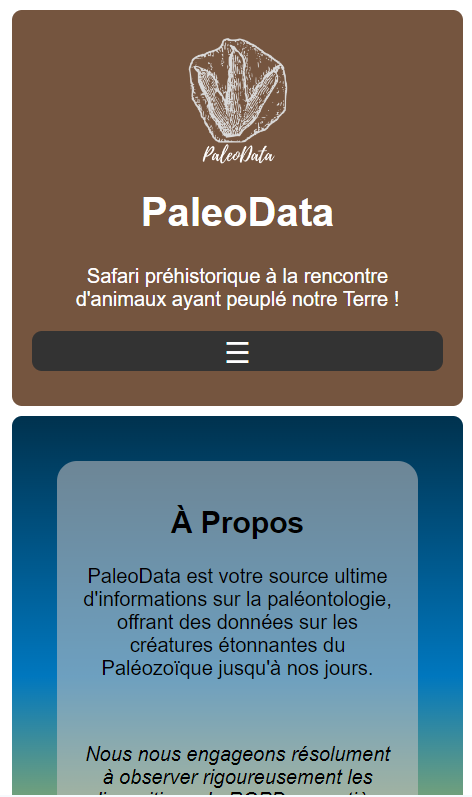 PaleoData
PaleoData
Safari préhistorique à la rencontre
d'animaux ayant peuplé notre Terre !
☰
À Propos
PaleoData est votre source ultime
d'informations sur la paléontologie,
offrant des données sur les
créatures étonnantes du
Paléozoïque jusqu'à nos jours.
Nous nous engageons résolument
à observer rigoureusement les